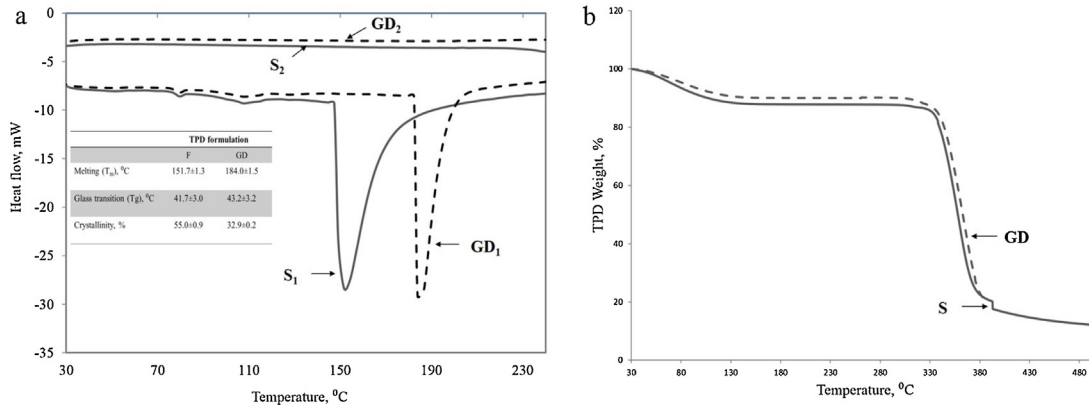 a
5
0
-5
-10
-15
-20
-25
-30
-35
Heat flow, mW
30 70 110 150 190 230
Temperature, ⁰C
GD₂
S₂
S₁
GD₁
TPD formulation
F GD
Melting (Tₘ), ⁰C 151.7±1.3 184.0±1.5
Glass transition (Tg), ⁰C 41.7±3.0 43.2±3.2
Crystallinity, % 55.0±0.9 32.9±0.2
b
120
100
80
60
40
20
0
TPD Weight, %
30 80 130 180 230 280 330 380 430 480
Temperature, ⁰C
GD
S